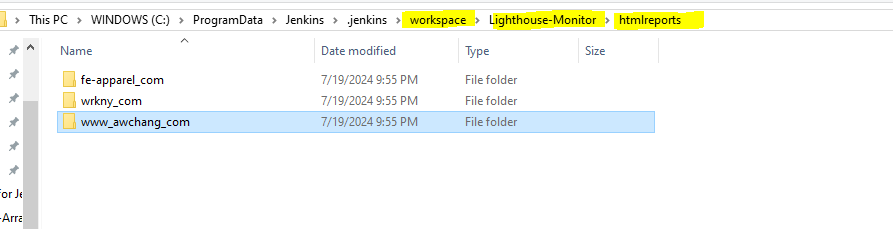 This PC > WINDOWS (C:) > ProgramData > Jenkins > .jenkins > workspace > Lighthouse-Monitor > htmlreports
Name Date modified Type Size
fe-apparel_com 7/19/2024 9:55 PM File folder
wrkny_com 7/19/2024 9:55 PM File folder
www_awchang_com 7/19/2024 9:55 PM File folder
for Je
-Arra